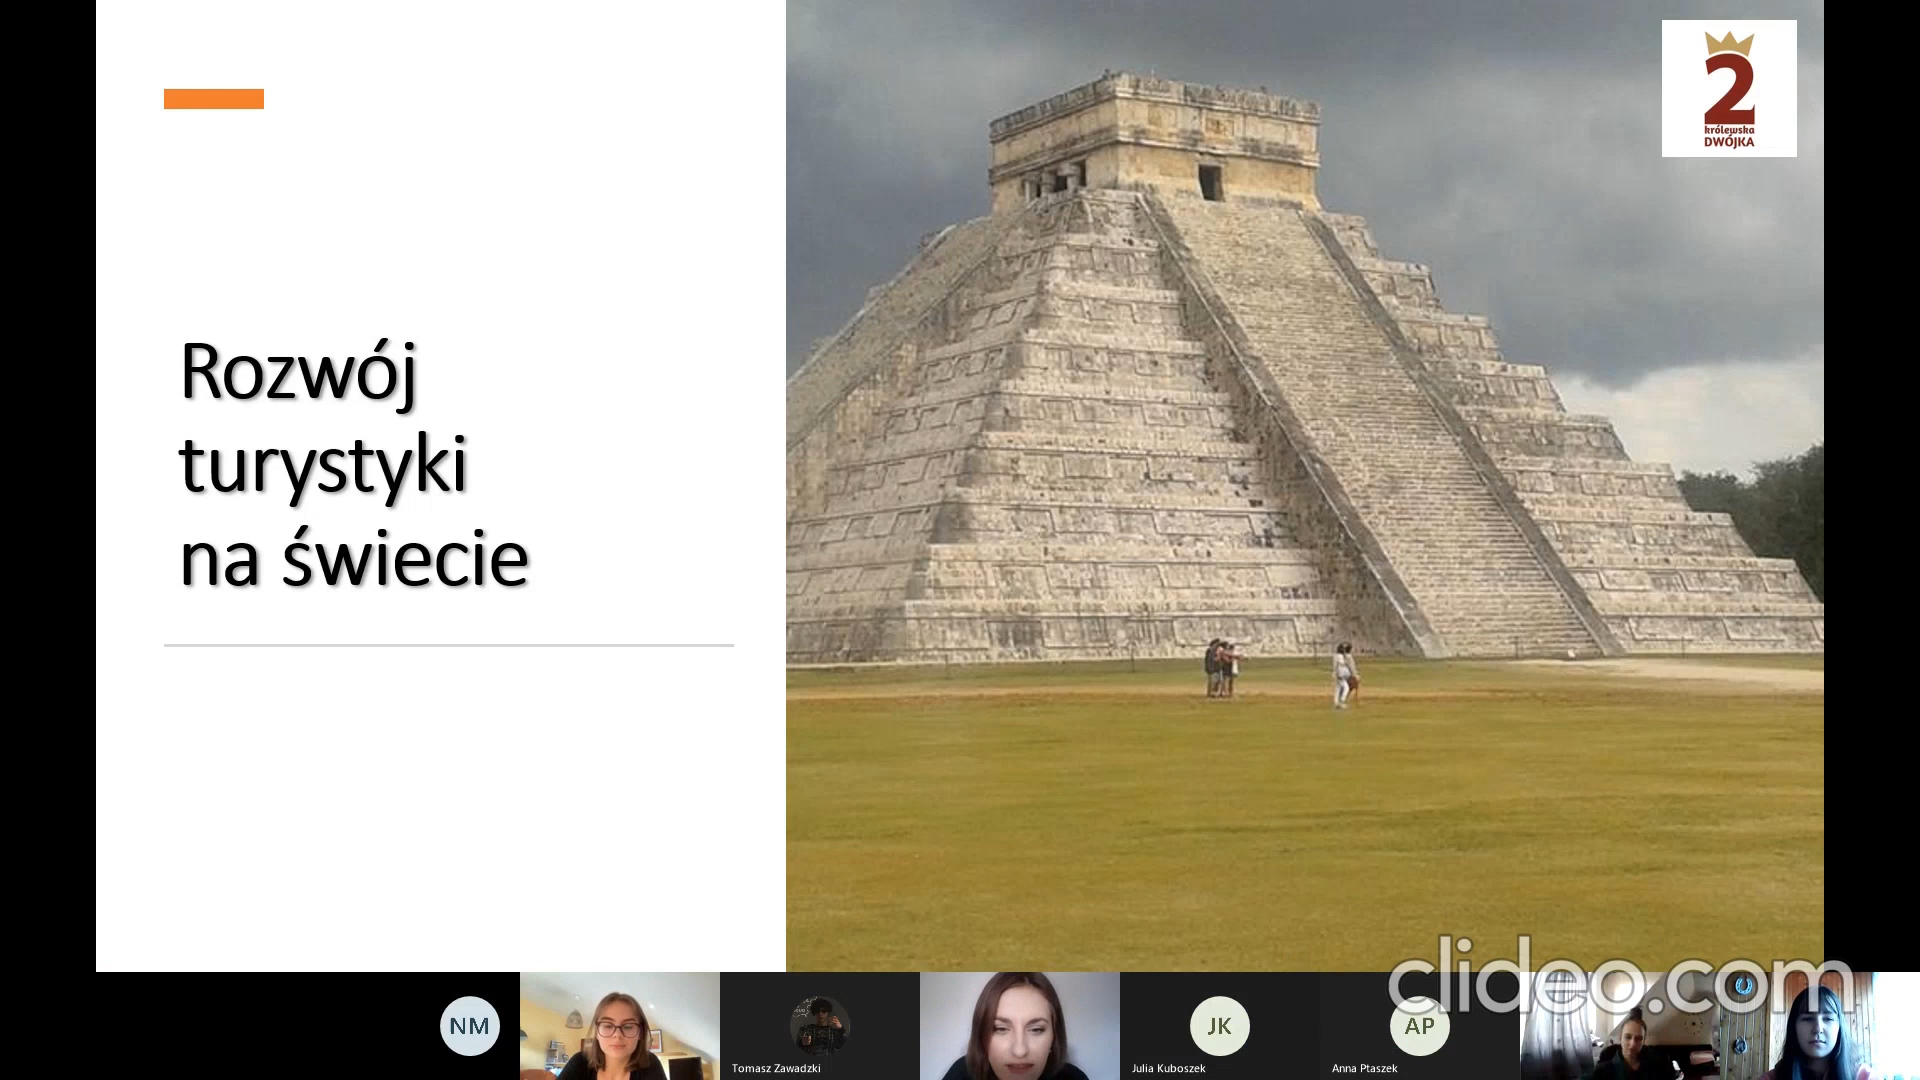 2
królewska
DWÓJKA
Rozwój
turystyki
na świecie
clideo.com
NM
JK
AP
Tomasz Zawadzki
Julia Kuboszek
Anna Ptaszek